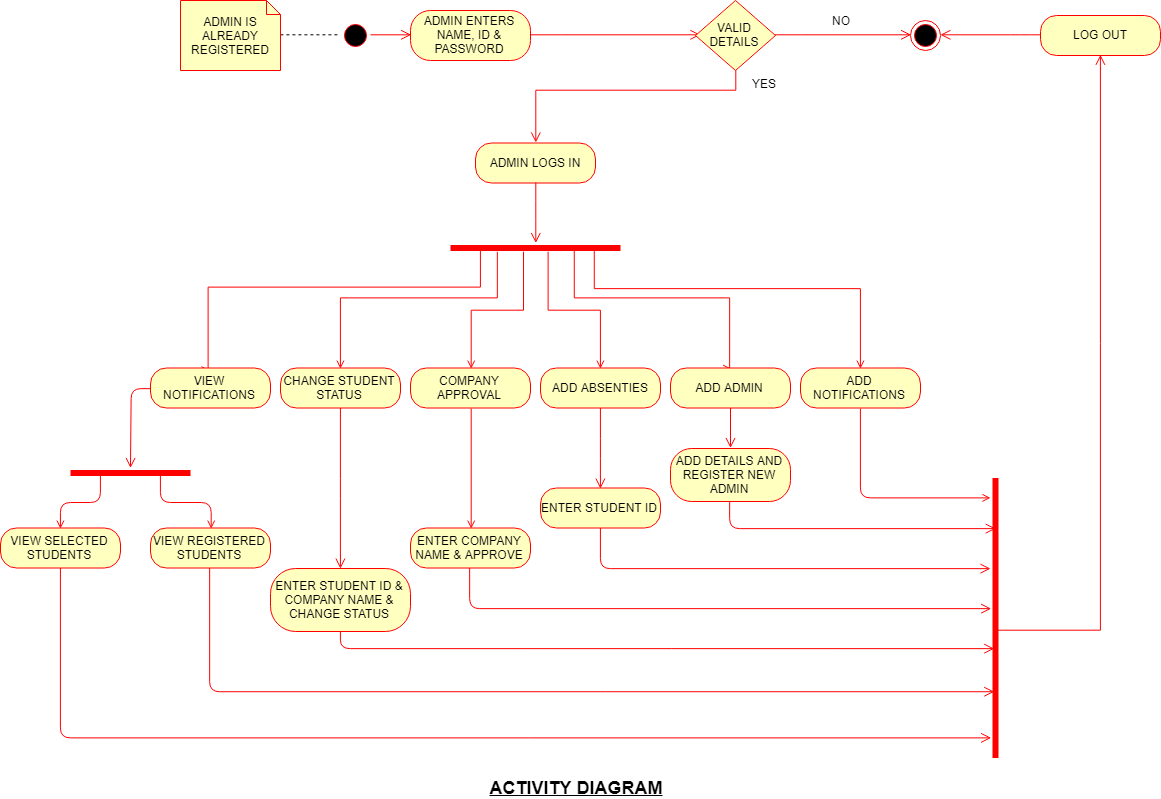 ADMIN IS
ALREADY
REGISTERED
ADMIN ENTERS
NAME, ID &
PASSWORD
VALID
DETAILS
NO
LOG OUT
YES
ADMIN LOGS IN
VIEW
NOTIFICATIONS
CHANGE STUDENT
STATUS
COMPANY
APPROVAL
ADD ABSENTIES
ADD ADMIN
ADD
NOTIFICATIONS
ADD DETAILS AND
REGISTER NEW
ADMIN
ENTER STUDENT ID
VIEW SELECTED
STUDENTS
VIEW REGISTERED
STUDENTS
ENTER COMPANY
NAME & APPROVE
ENTER STUDENT ID &
COMPANY NAME &
CHANGE STATUS
ACTIVITY DIAGRAM